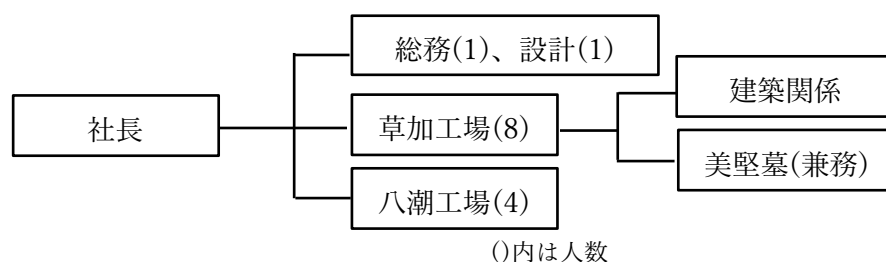 総務(1)、設計(1)
建築関係
社長
草加工場(8)
美堅墓(兼務)
八潮工場(4)
()内は人数